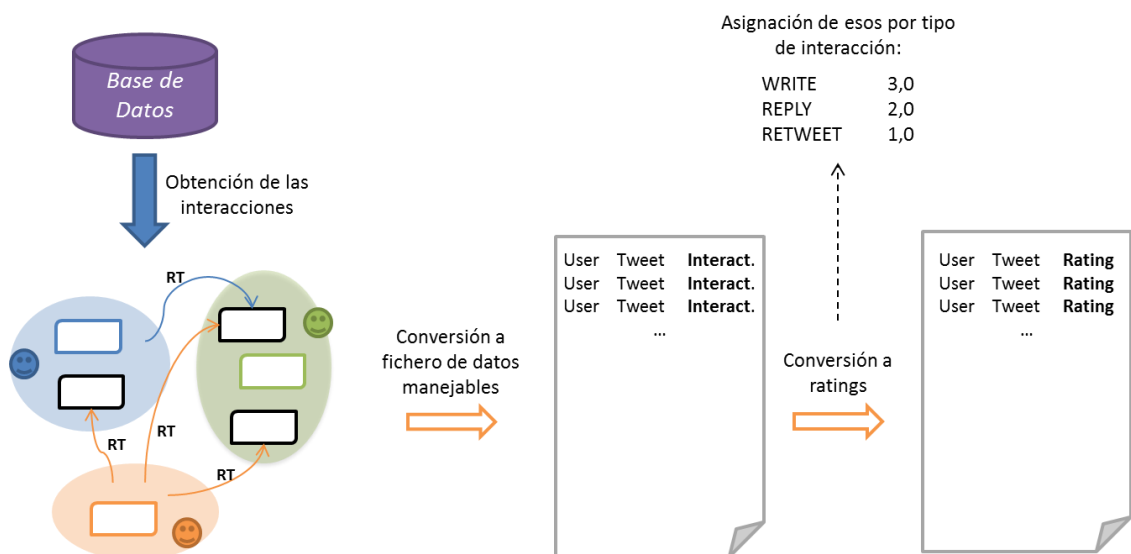 Base de
Datos
Obtención de las
interacciones
RT
RT
RT
RT
Conversión a
fichero de datos
manejables
User Tweet Interact.
User Tweet Interact.
User Tweet Interact.
...
Asignación de esos por tipo
de interacción:
WRITE 3,0
REPLY 2,0
RETWEET 1,0
Conversión a
ratings
User Tweet Rating
User Tweet Rating
User Tweet Rating
...